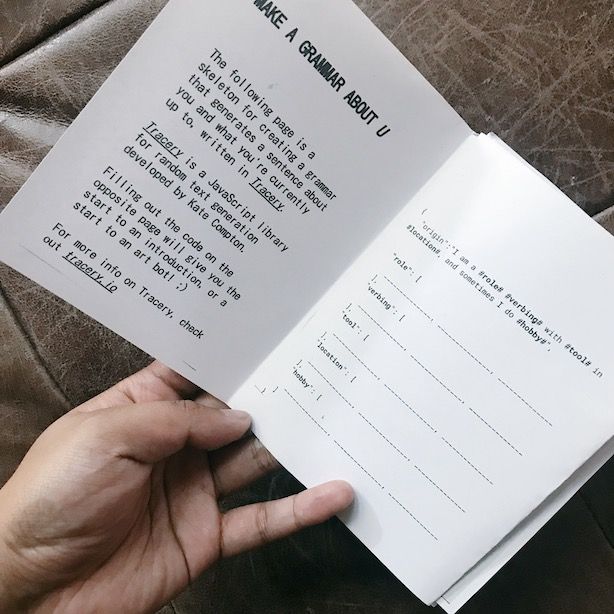 MAKE A GRAMMAR ABOUT U
The following page is a
skeleton for creating a grammar
that generates a sentence about
you and what you're currently
up to, written in Tracery.
Tracery is a JavaScript library
for random text generation
developed by Kate Compton.
Filling out the code on the
opposite page will give you the
start to an introduction, or a
start to an art bot! :)
For more info on Tracery, check
out tracery.io
{
"origin":"I am a #role# #verbing# with #tool# in
#location#, and sometimes I do #hobby#",
"role": [
],
"verbing": [
],
"tool": [
],
"location": [
],
"hobby": [